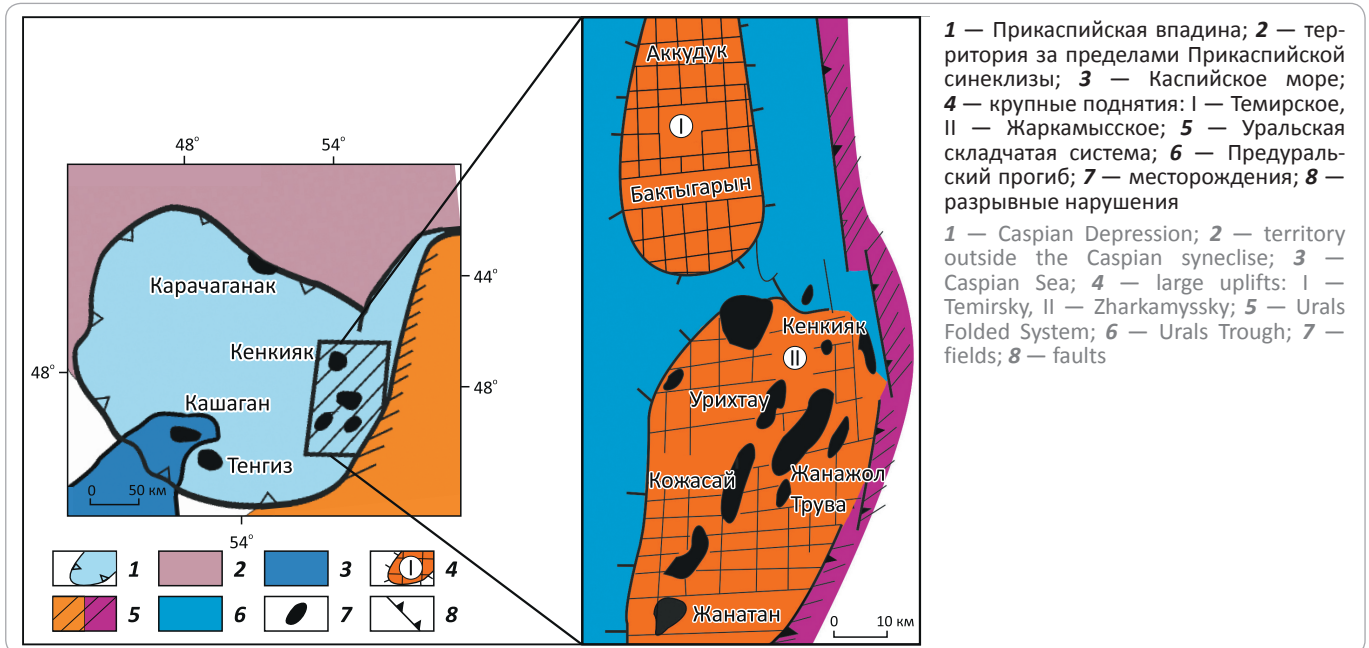 48°
54°
44°
48°
48°
54°
Карачаганак
Кенкияк
Кашаган
Тенгиз
0 50 км
1
2
3
I
4
5
6
7
8
Аккудук
I
Бактыгарын
Кенкияк
II
Урихтау
Кожасай
Жанажол
Трува
Жанатан
0 10 км
1 — Прикаспийская впадина; 2 — тер-
ритория за пределами Прикаспийской
синеклизы; 3 — Каспийское море;
4 — крупные поднятия: I — Темирское,
II — Жаркамысское; 5 — Уральская
складчатая система; 6 — Предураль-
ский прогиб; 7 — месторождения; 8 —
разрывные нарушения
1 — Caspian Depression; 2 — territory
outside the Caspian syneclise; 3 —
Caspian Sea; 4 — large uplifts: I —
Temirsky, II — Zharkamyssky; 5 — Urals
Folded System; 6 — Urals Trough; 7 —
fields; 8 — faults